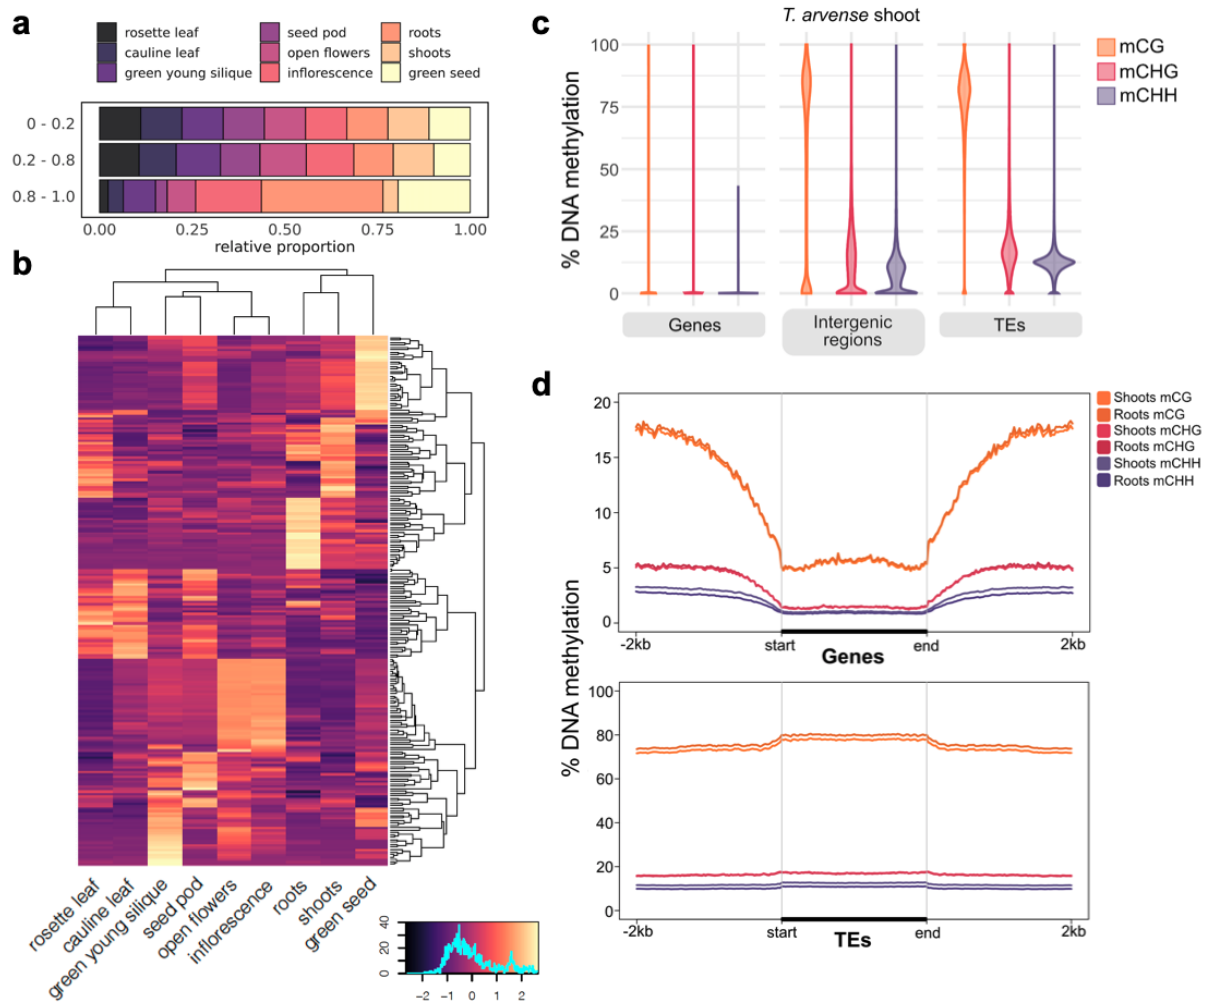 a
rosette leaf
cauline leaf
green young silique
seed pod
open flowers
inflorescence
roots
shoots
green seed
0 - 0.2
0.2 - 0.8
0.8 - 1.0
0.00 0.25 0.50 0.75 1.00
relative proportion
b
rosette leaf
cauline leaf
green young silique
seed pod
open flowers
inflorescence
roots
shoots
green seed
40
20
0
−2 −1 0 1 2
c
T. arvense shoot
% DNA methylation
100
75
50
25
0
Genes
Intergenic
regions
TEs
mCG
mCHG
mCHH
d
% DNA methylation
20
15
10
5
0
-2kb start end 2kb
Genes
Shoots mCG
Roots mCG
Shoots mCHG
Roots mCHG
Shoots mCHH
Roots mCHH
100
80
60
40
20
0
-2kb start end 2kb
TEs